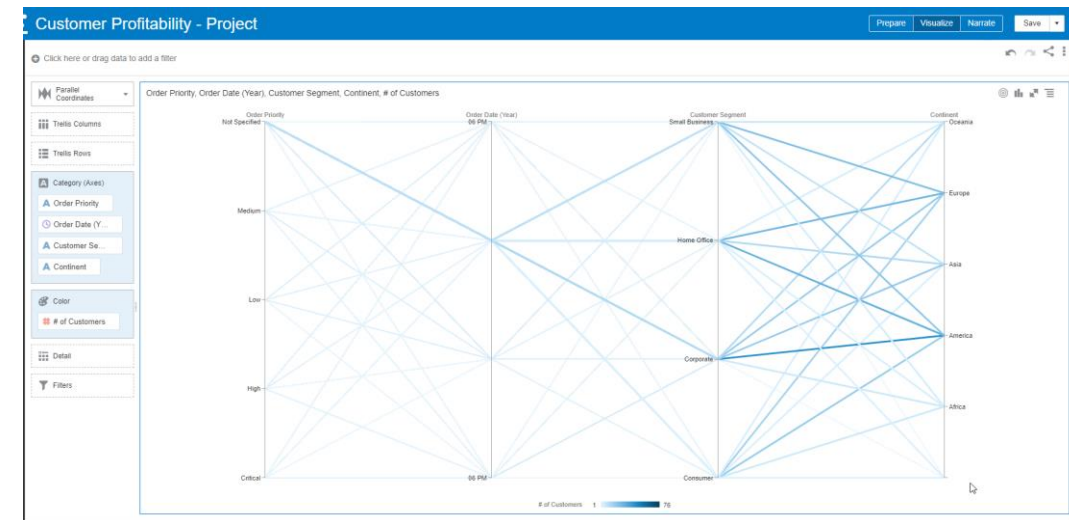 Customer Profitability - Project
Prepare
Visualize
Narrate
Save
Click here or drag data to add a filter
Parallel Coordinates
Trellis Columns
Trellis Rows
Category (Axes)
Order Priority
Order Date (Y...
Customer Se...
Continent
Color
# of Customers
Detail
Filters
Order Priority, Order Date (Year), Customer Segment, Continent, # of Customers
Order Priority
Not Specified
Medium
Low
High
Critical
Order Date (Year)
06 PM
06 PM
Customer Segment
Small Business
Home Office
Corporate
Consumer
Continent
Oceania
Europe
Asia
America
Africa
# of Customers 1 70